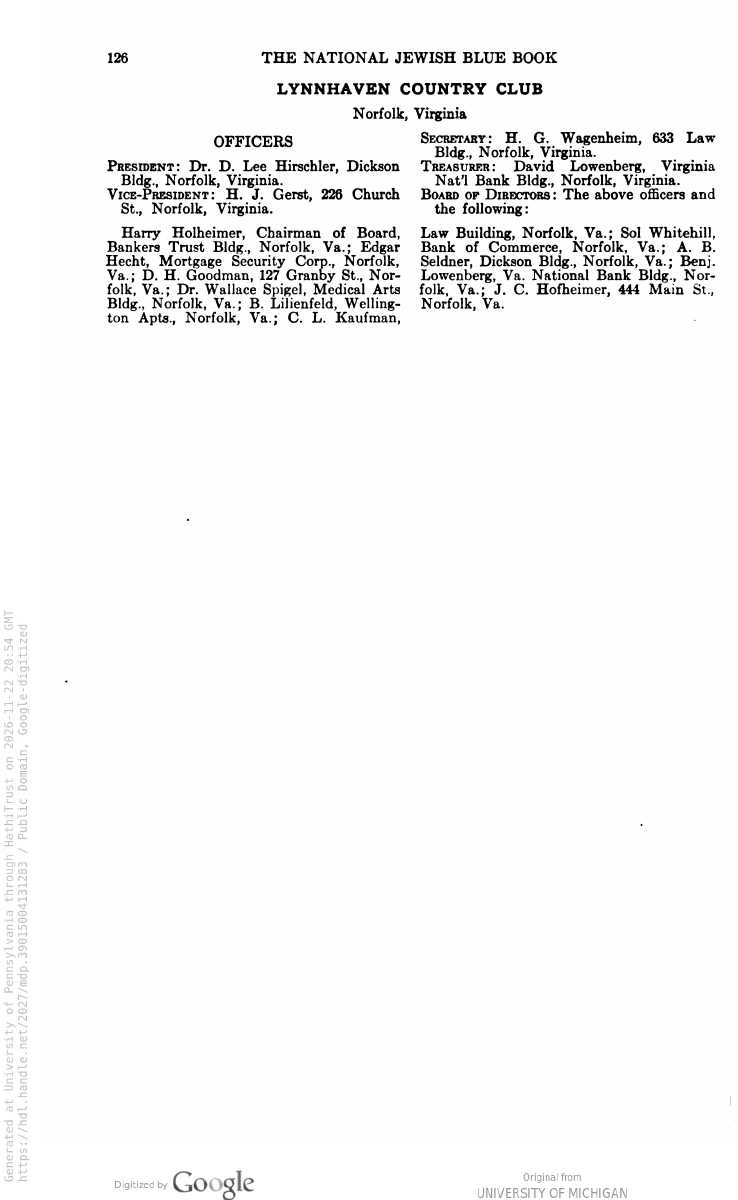 126
THE NATIONAL JEWISH BLUE BOOK
LYNNHAVEN COUNTRY CLUB
Norfolk, Virginia
OFFICERS
PRESIDENT: Dr. D. Lee Hirschler, Dickson
Bldg., Norfolk, Virginia.
VICE-PRESIDENT: H. J. Gerst, 226 Church
St., Norfolk, Virginia.
SECRETARY: H. G. Wagenheim, 633 Law
Bldg., Norfolk, Virginia.
TREASURER: David Lowenberg, Virginia
Nat'l Bank Bldg., Norfolk, Virginia.
BOARD OF DIRECTORS: The above officers and
the following:
Harry Holheimer, Chairman of Board,
Bankers Trust Bldg., Norfolk, Va.; Edgar
Hecht, Mortgage Security Corp., Norfolk,
Va.; D. H. Goodman, 127 Granby St., Nor-
folk, Va.; Dr. Wallace Spigel, Medical Arts
Bldg., Norfolk, Va.; B. Lilienfeld, Welling-
ton Apts., Norfolk, Va.; C. L. Kaufman,
Law Building, Norfolk, Va.; Sol Whitehill,
Bank of Commerce, Norfolk, Va.; A. B.
Seldner, Dickson Bldg., Norfolk, Va.; Benj.
Lowenberg, Va. National Bank Bldg., Nor-
folk, Va.; J. C. Hofheimer, 444 Main St.,
Norfolk, Va.
Generated at University of Pennsylvania through HathiTrust on 2026-11-22 20:54 GMT
https://hdl.handle.net/2027/mdp.39015004131283 / Public Domain, Google-digitized
Digitized by Google
Original from
UNIVERSITY OF MICHIGAN